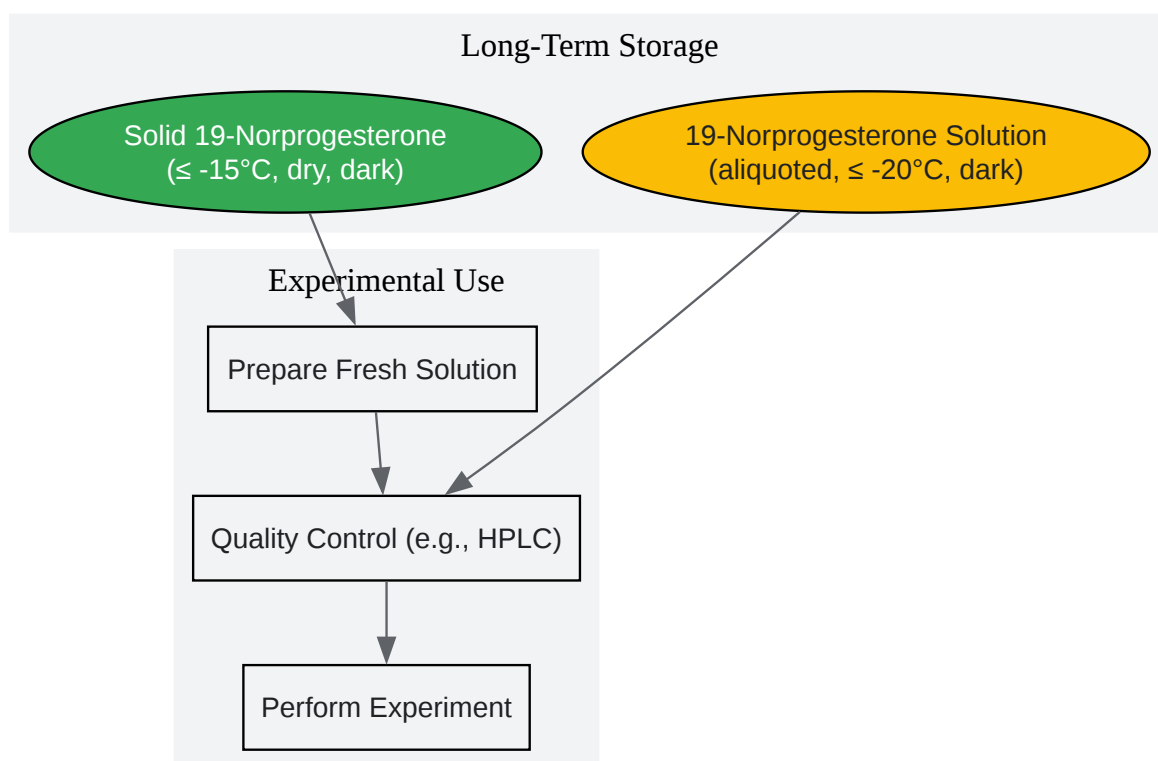 Long-Term Storage
Solid 19-Norprogesterone
(≤ -15°C, dry, dark)
19-Norprogesterone Solution
(aliquoted, ≤ -20°C, dark)
Experimental Use
Prepare Fresh Solution
Quality Control (e.g., HPLC)
Perform Experiment